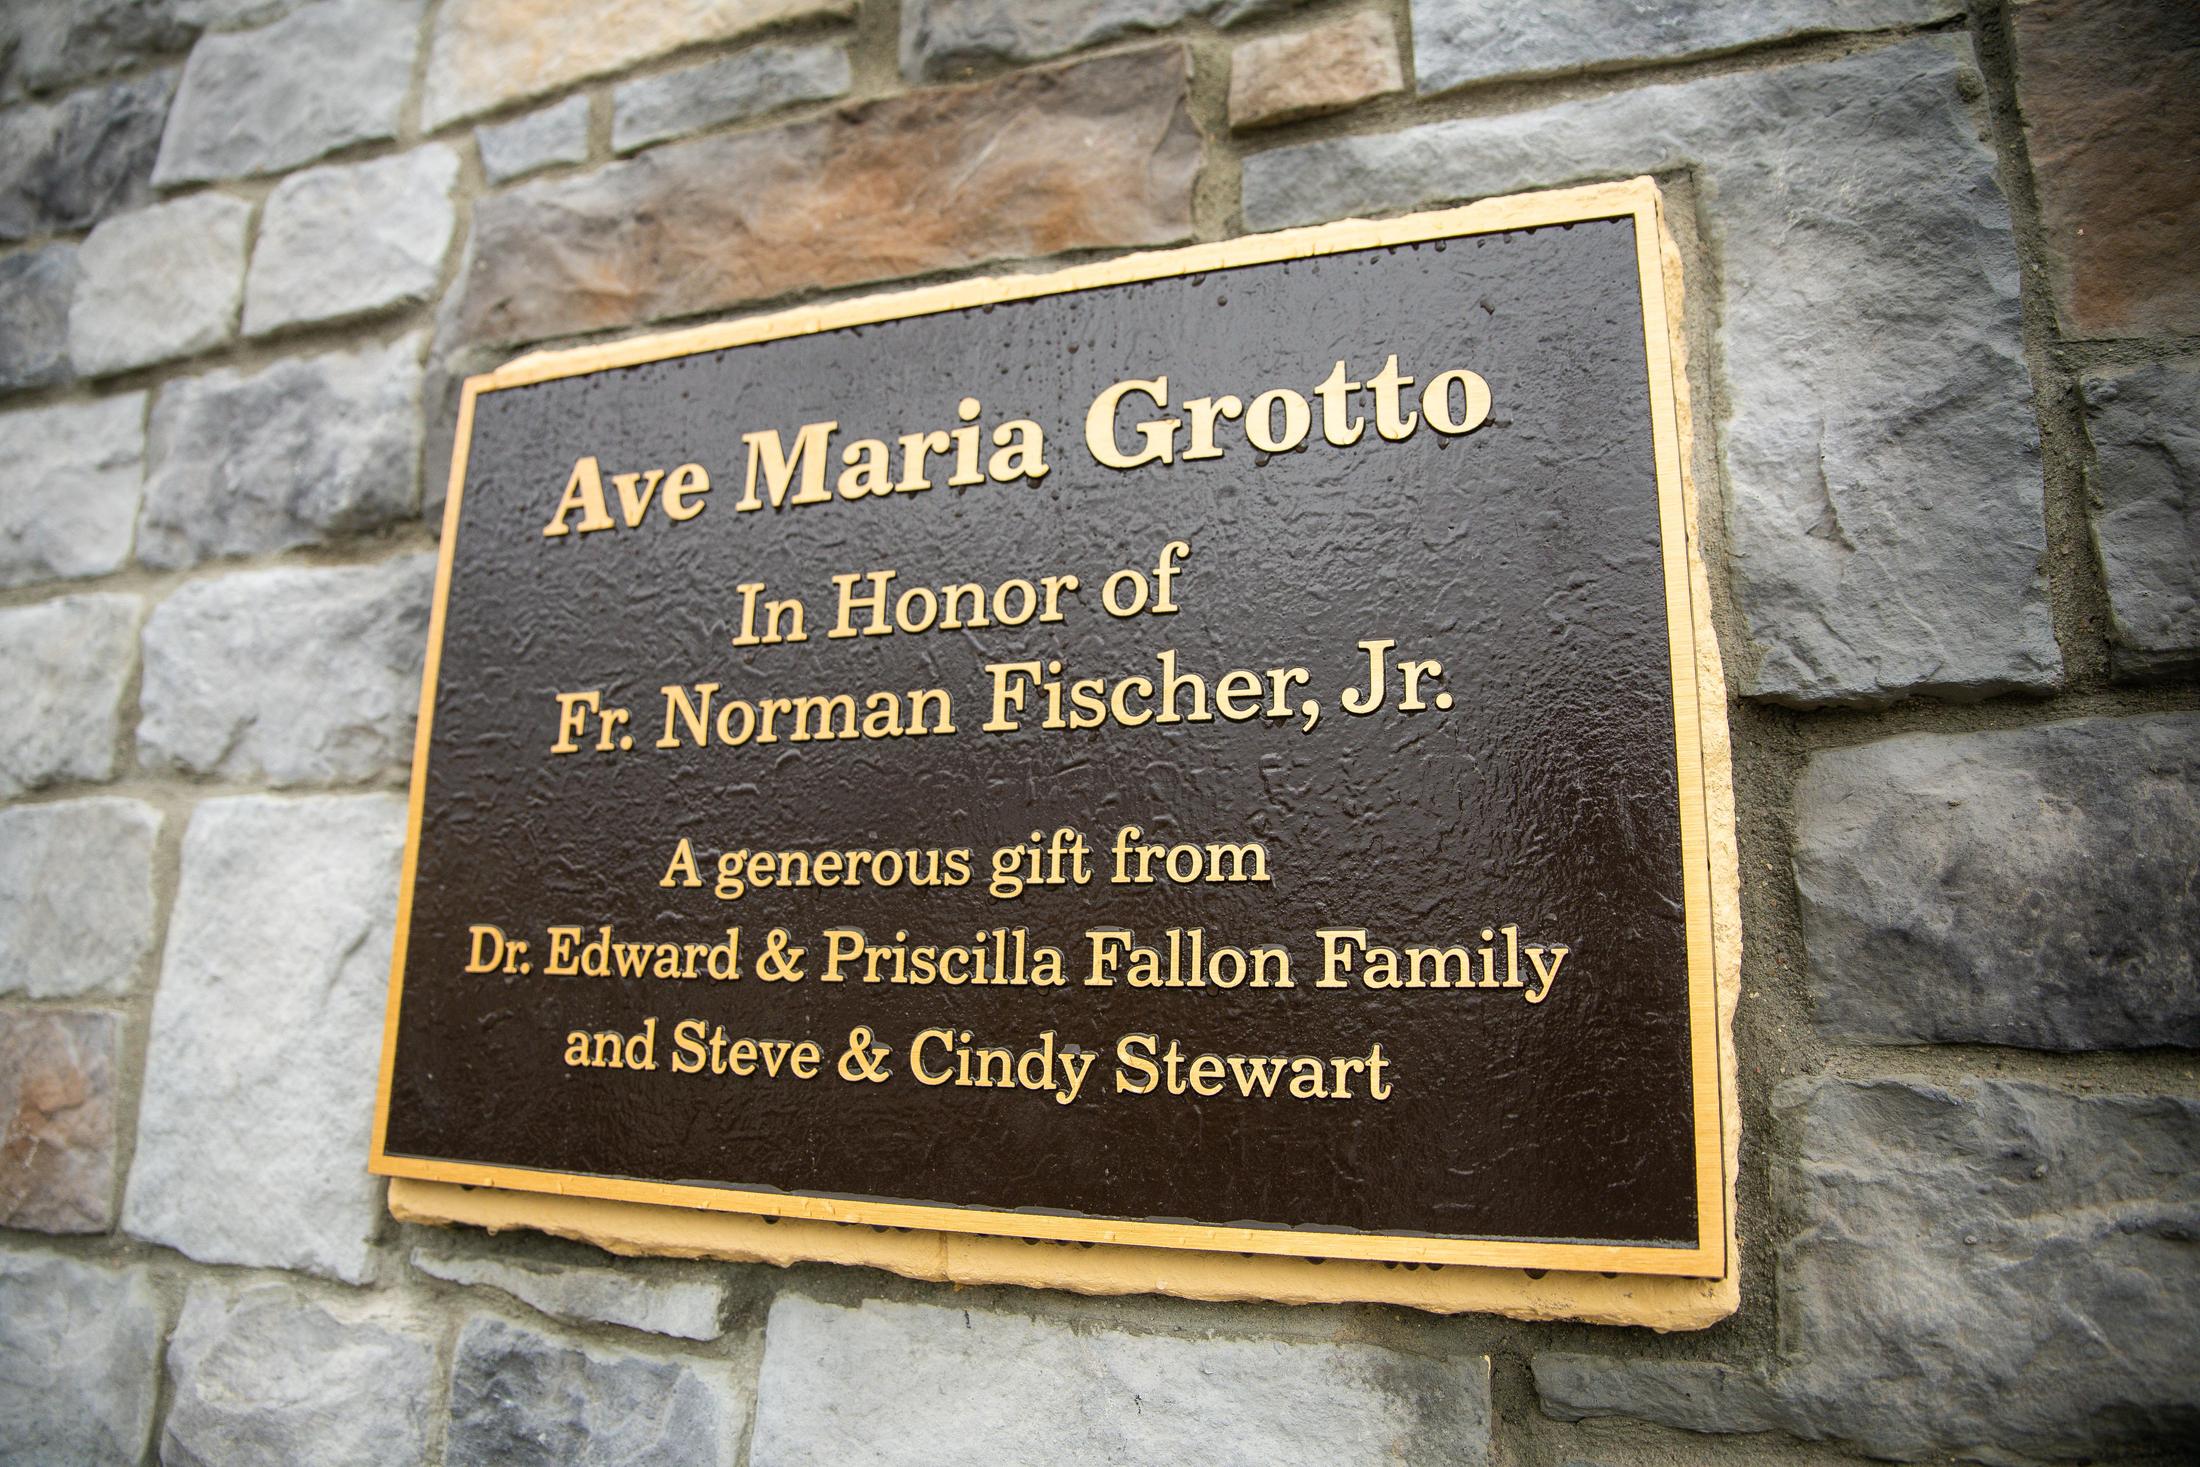 Ave Maria Grotto
In Honor of
Fr. Norman Fischer, Jr.
A generous gift from
Dr. Edward & Priscilla Fallon Family
and Steve & Cindy Stewart